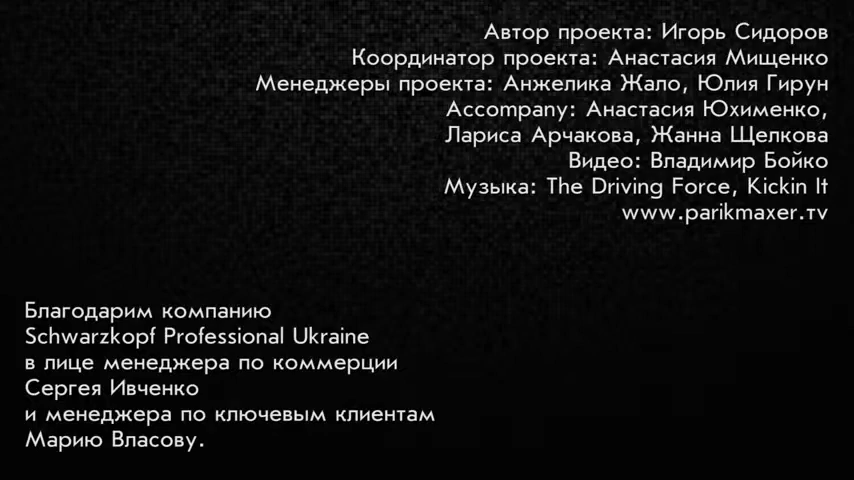 Автор проекта: Игорь Сидоров
Координатор проекта: Анастасия Мищенко
Менеджеры проекта: Анжелика Жало, Юлия Гирун
Accompany: Анастасия Юхименко,
Лариса Арчакова, Жанна Щелкова
Видео: Владимир Бойко
Музыка: The Driving Force, Kickin It
www.parikmaxer.tv
Благодарим компанию
Schwarzkopf Professional Ukraine
в лице менеджера по коммерции
Сергея Ивченко
и менеджера по ключевым клиентам
Марию Власову.